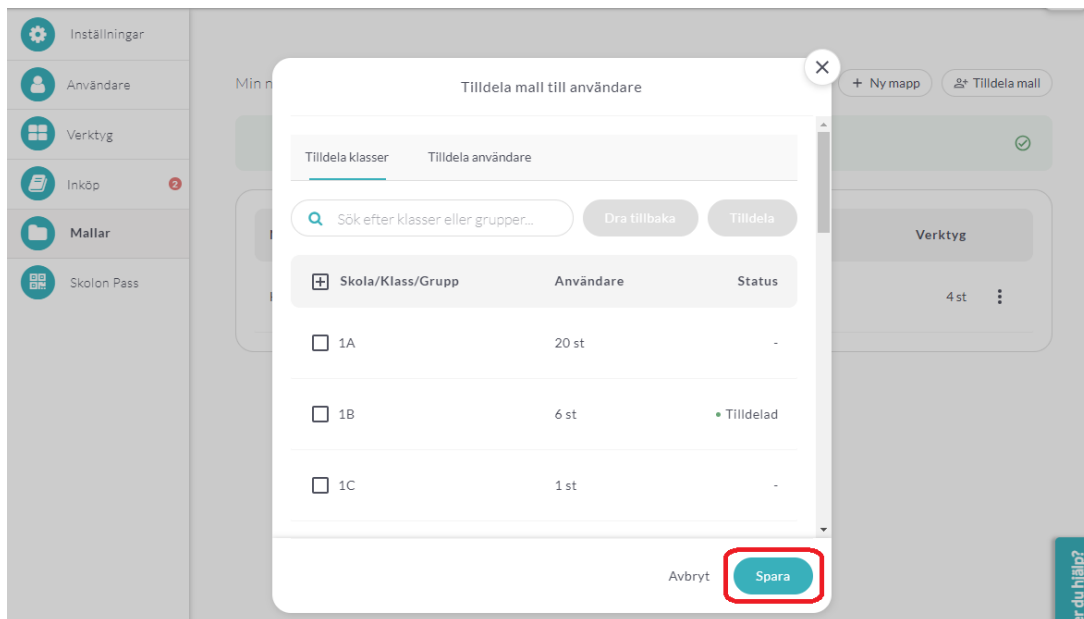 Inställningar
Användare
Verktyg
Inköp 2
Mallar
Skolon Pass
Min n
+ Ny mapp
Tilldela mall
Verktyg
4 st
Tilldela mall till användare
Tilldela klasser Tilldela användare
Sök efter klasser eller grupper...
Dra tillbaka
Tilldela
Skola/Klass/Grupp Användare Status
1A 20 st -
1B 6 st • Tilldelad
1C 1 st -
Avbryt Spara
du hjälp?